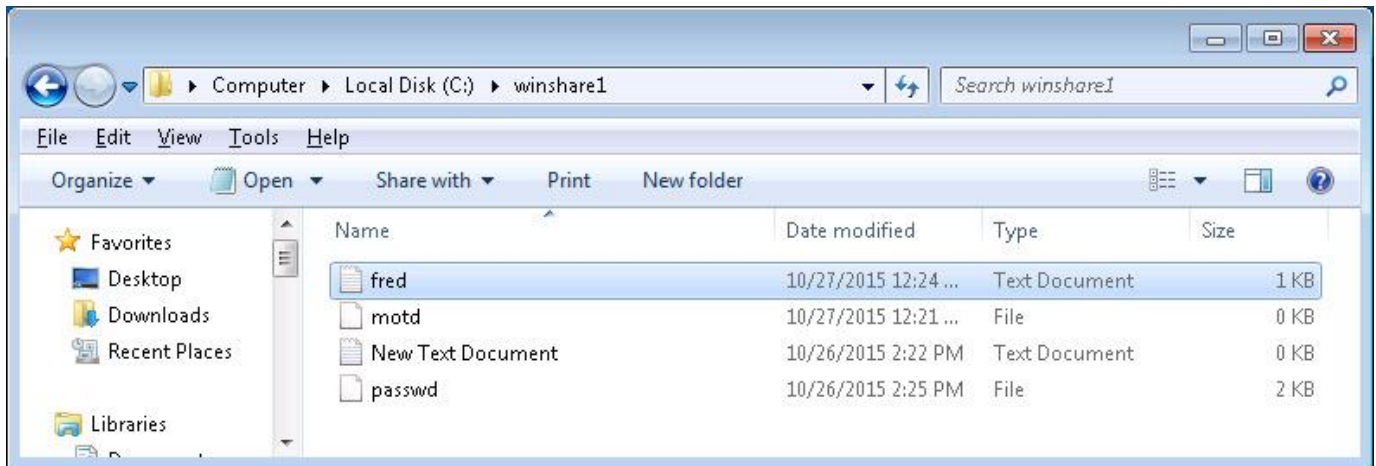 Computer Local Disk (C:) winshare1 Search winshare1
File Edit View Tools Help
Organize Open Share with Print New folder
Favorites
Desktop
Downloads
Recent Places
Libraries
Name Date modified Type Size
fred 10/27/2015 12:24 ... Text Document 1 KB
motd 10/27/2015 12:21 ... File 0 KB
New Text Document 10/26/2015 2:22 PM Text Document 0 KB
passwd 10/26/2015 2:25 PM File 2 KB